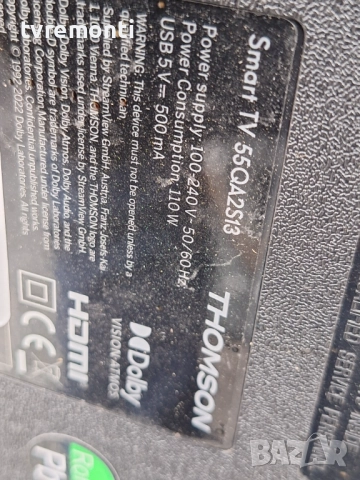 tvremont.com
THOMSON
Smart TV 55QA2S13
Power supply: 100-240V~50/60Hz
Power Consumption: 110 W
USB 5 V⎓ 500 mA
WARNING: This device must not be opened by a
technician.
Supplied by StreamView GmbH, Austria, Franz-Josefs-Kai
1, 1010 Vienna. THOMSON and the THOMSON logo are
trademarks used under license by StreamView GmbH
Dolby, Dolby Vision, Dolby Atmos, Dolby Audio, and the
double-D symbol are trademarks of Dolby Laboratories
Licensing Corporation. Manufactured under license from
Dolby Laboratories. Confidential unpublished works.
Copyright © 1992-2022 Dolby Laboratories.
All rights
Dolby
VISION·ATMOS
HDMI
CE
bazar